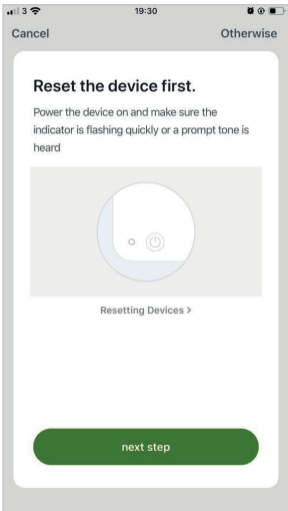 3 19:30
Cancel Otherwise
Reset the device first.
Power the device on and make sure the
indicator is flashing quickly or a prompt tone is
heard
Resetting Devices >
next step